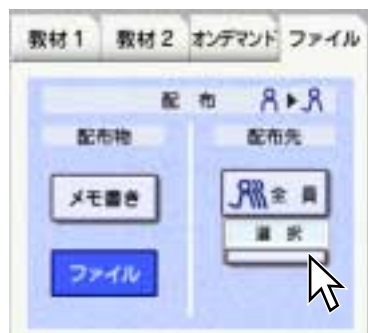 教材1 教材2 オンデマンド ファイル
配布
配布物 配布先
メモ書き 全員
選択
ファイル